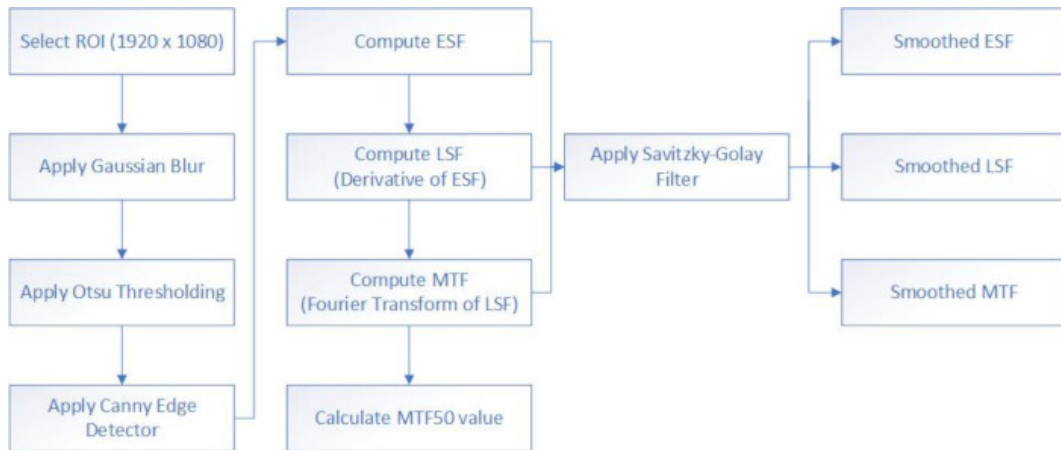 Select ROI (1920 x 1080)
Apply Gaussian Blur
Apply Otsu Thresholding
Apply Canny Edge
Detector
Compute ESF
Compute LSF
(Derivative of ESF)
Compute MTF
(Fourier Transform of LSF)
Calculate MTF50 value
Apply Savitzky-Golay
Filter
Smoothed ESF
Smoothed LSF
Smoothed MTF